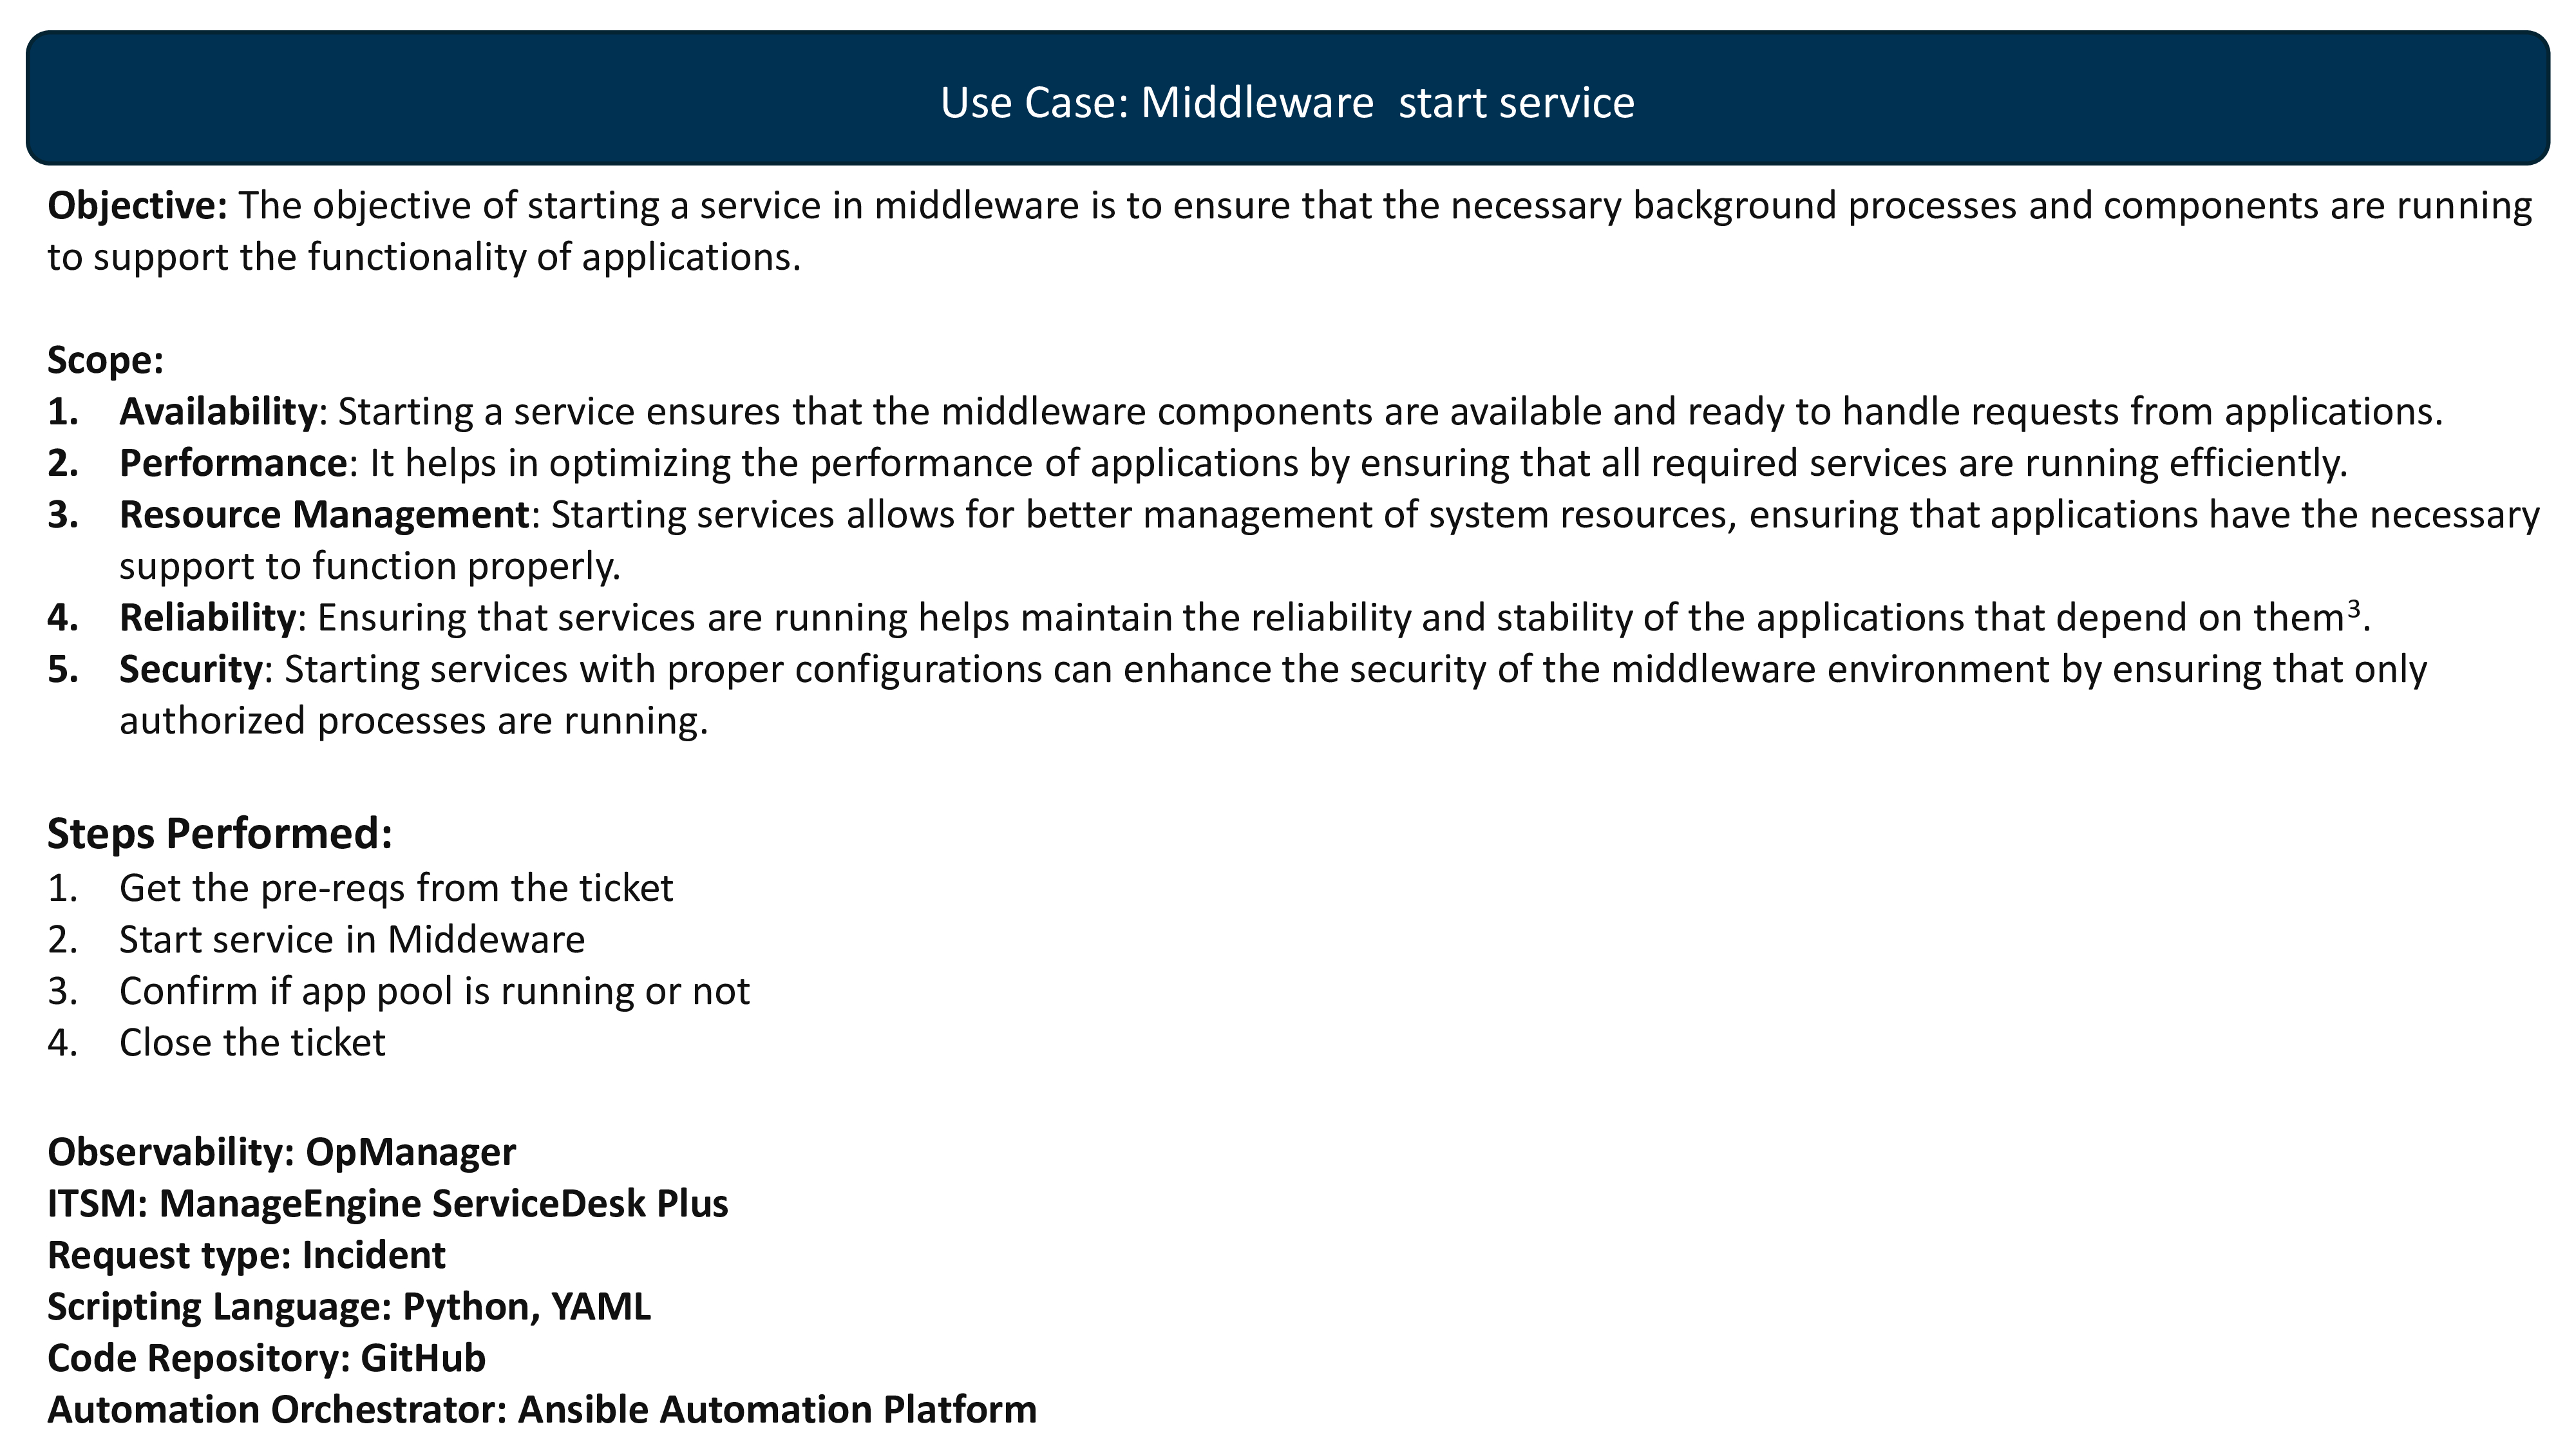 Use Case: Middleware  start service
Objective: The objective of starting a service in middleware is to ensure that the necessary background processes and components are running
to support the functionality of applications.
Scope:
1. Availability: Starting a service ensures that the middleware components are available and ready to handle requests from applications.
2. Performance: It helps in optimizing the performance of applications by ensuring that all required services are running efficiently.
3. Resource Management: Starting services allows for better management of system resources, ensuring that applications have the necessary
support to function properly.
4. Reliability: Ensuring that services are running helps maintain the reliability and stability of the applications that depend on them³.
5. Security: Starting services with proper configurations can enhance the security of the middleware environment by ensuring that only
authorized processes are running.
Steps Performed:
1. Get the pre-reqs from the ticket
2. Start service in Middeware
3. Confirm if app pool is running or not
4. Close the ticket
Observability: OpManager
ITSM: ManageEngine ServiceDesk Plus
Request type: Incident
Scripting Language: Python, YAML
Code Repository: GitHub
Automation Orchestrator: Ansible Automation Platform